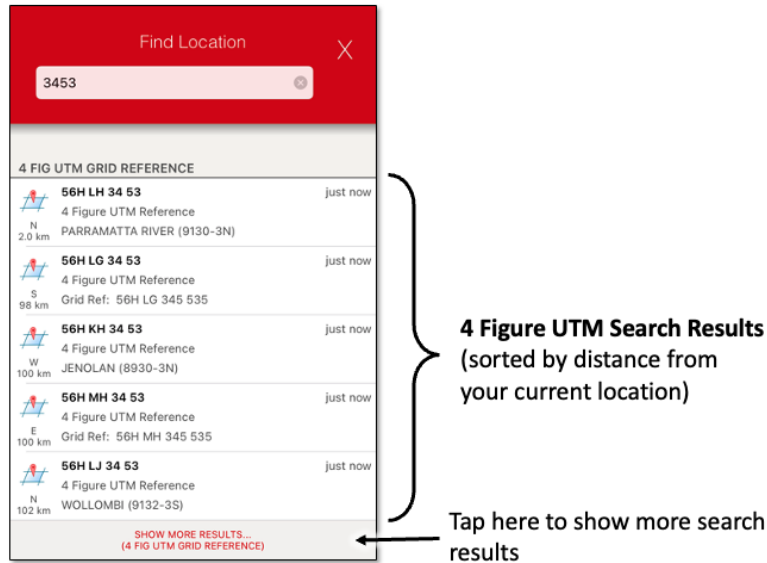 Find Location
X
3453
4 FIG UTM GRID REFERENCE
56H LH 34 53
just now
4 Figure UTM Reference
N
2.0 km
PARRAMATTA RIVER (9130-3N)
56H LG 34 53
just now
4 Figure UTM Reference
S
98 km
Grid Ref: 56H LG 345 535
56H KH 34 53
just now
4 Figure UTM Reference
W
100 km
JENOLAN (8930-3N)
56H MH 34 53
just now
4 Figure UTM Reference
E
100 km
Grid Ref: 56H MH 345 535
56H LJ 34 53
just now
4 Figure UTM Reference
N
102 km
WOLLOMBI (9132-3S)
SHOW MORE RESULTS...
(4 FIG UTM GRID REFERENCE)
4 Figure UTM Search Results
(sorted by distance from
your current location)
Tap here to show more search
results